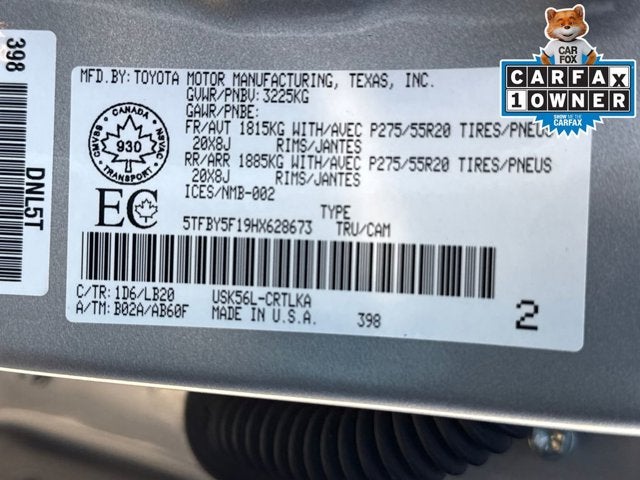 398
DNL5T
MFD.BY: TOYOTA MOTOR MANUFACTURING, TEXAS, INC.
GVWR/PNBV: 3225KG
GAWR/PNBE:
FR/AVT 1815KG WITH/AVEC P275/55R20 TIRES/PNEUS
20X8J RIMS/JANTES
RR/ARR 1885KG WITH/AVEC P275/55R20 TIRES/PNEUS
20X8J RIMS/JANTES
ICES/NMB-002
CANADA
930
TRANSPORT
EC
TYPE
5TFBY5F19HX628673 TRU/CAM
C/TR: 1D6/LB20 USK56L-CRTLKA
A/TM: B02A/AB60F MADE IN U.S.A. 398
2
CAR
FOX
CARFAX
1 OWNER
SHOW ME THE
CARFAX